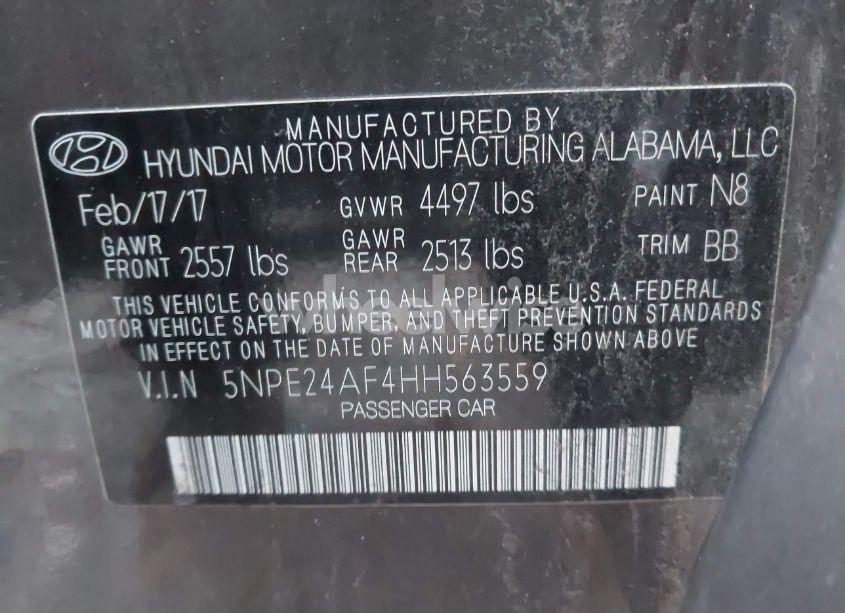 MANUFACTURED BY
HYUNDAI MOTOR MANUFACTURING ALABAMA, LLC
Feb/17/17 GVWR 4497 lbs PAINT N8
GAWR FRONT 2557 lbs GAWR REAR 2513 lbs TRIM BB
THIS VEHICLE CONFORMS TO ALL APPLICABLE U.S.A. FEDERAL
MOTOR VEHICLE SAFETY, BUMPER, AND THEFT PREVENTION STANDARDS
IN EFFECT ON THE DATE OF MANUFACTURE SHOWN ABOVE
V.I.N 5NPE24AF4HH563559
PASSENGER CAR